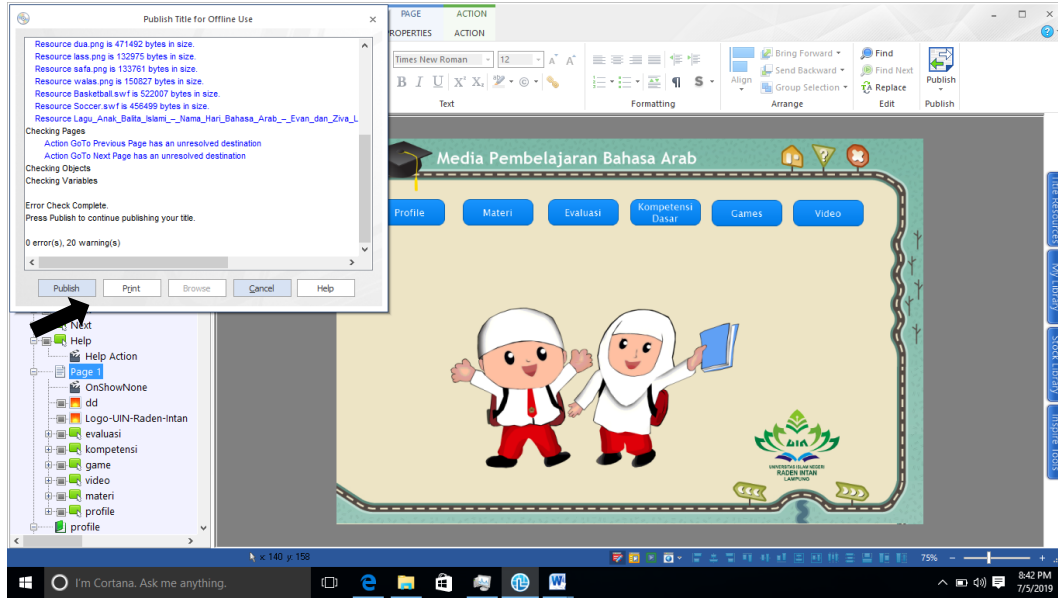 Publish Title for Offline Use
Resource dua.png is 471492 bytes in size.
Resource lass.png is 132975 bytes in size.
Resource safa.png is 133761 bytes in size.
Resource walas.png is 150827 bytes in size.
Resource Basketball.swf is 522007 bytes in size.
Resource Soccer.swf is 456499 bytes in size.
Resource Lagu_Anak_Balita_Islami_–_Nama_Hari_Bahasa_Arab_–_Evan_dan_Ziva_L
Checking Pages
Action GoTo Previous Page has an unresolved destination
Action GoTo Next Page has an unresolved destination
Checking Objects
Checking Variables
Error Check Complete.
Press Publish to continue publishing your title.
0 error(s), 20 warning(s)
Publish Print Browse Cancel Help
PAGE ACTION
ROPERTIES ACTION
Times New Roman 12
Text
Formatting
Align
Bring Forward
Send Backward
Group Selection
Arrange
Find
Find Next
Replace
Edit
Publish
Publish
Media Pembelajaran Bahasa Arab
Profile Materi Evaluasi Kompetensi Dasar Games Video
UNIVERSITAS ISLAM NEGERI
RADEN INTAN
LAMPUNG
Next
Help
Help Action
Page 1
OnShowNone
dd
Logo-UIN-Raden-Intan
evaluasi
kompetensi
game
video
materi
profile
profile
Title Resources
My Library
Stock Library
Inspire Tools
x: 140 y: 158
75%
I'm Cortana. Ask me anything.
8:42 PM
7/5/2019